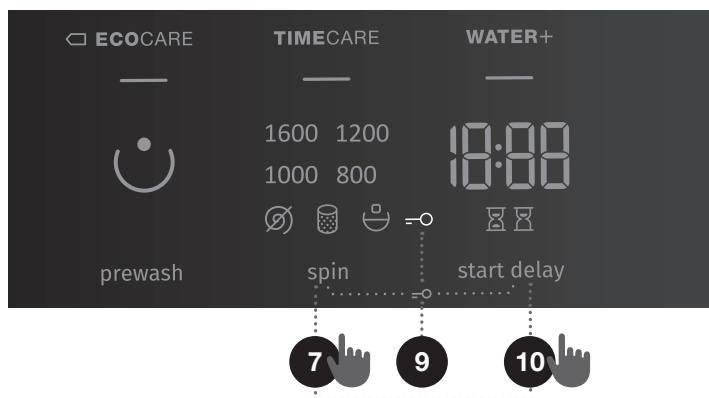 ECOCARE TIMECARE WATER+
1600 1200
18:88
1000 800
prewash spin start delay
7 9 10